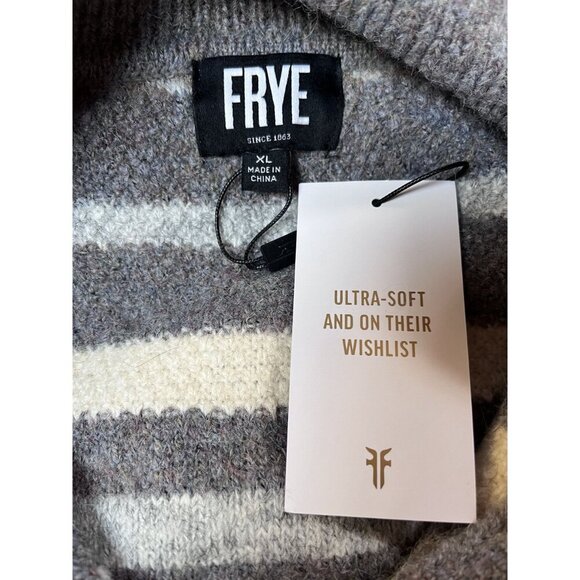 FRYE
SINCE 1863
XL
MADE IN
CHINA
ULTRA-SOFT
AND ON THEIR
WISHLIST